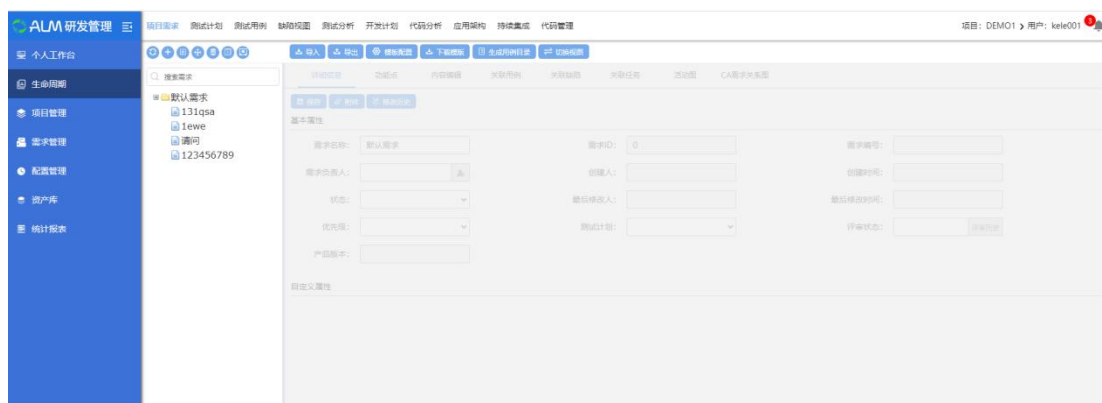 ALM 研发管理
项目需求 测试计划 测试用例 缺陷视图 测试分析 开发计划 代码分析 应用架构 持续集成 代码管理
项目: DEMO1 用户: kele001
3
个人工作台
生命周期
项目管理
需求管理
配置管理
资产库
统计报表
搜索需求
默认需求
131qsa
1ewe
请问
123456789
导入 导出 模板配置 下载模板 生成用例目录 切换视图
详细信息 功能点 内容编辑 关联用例 关联缺陷 关联任务 活动图 CA需求关系图
保存 更新 修改历史
基本属性
需求名称: 默认需求 需求ID: 0 需求编号:
需求负责人: 创建人: 创建时间:
状态: 最后修改人: 最后修改时间:
优先级: 测试计划: 评审状态:
产品版本:
自定义属性